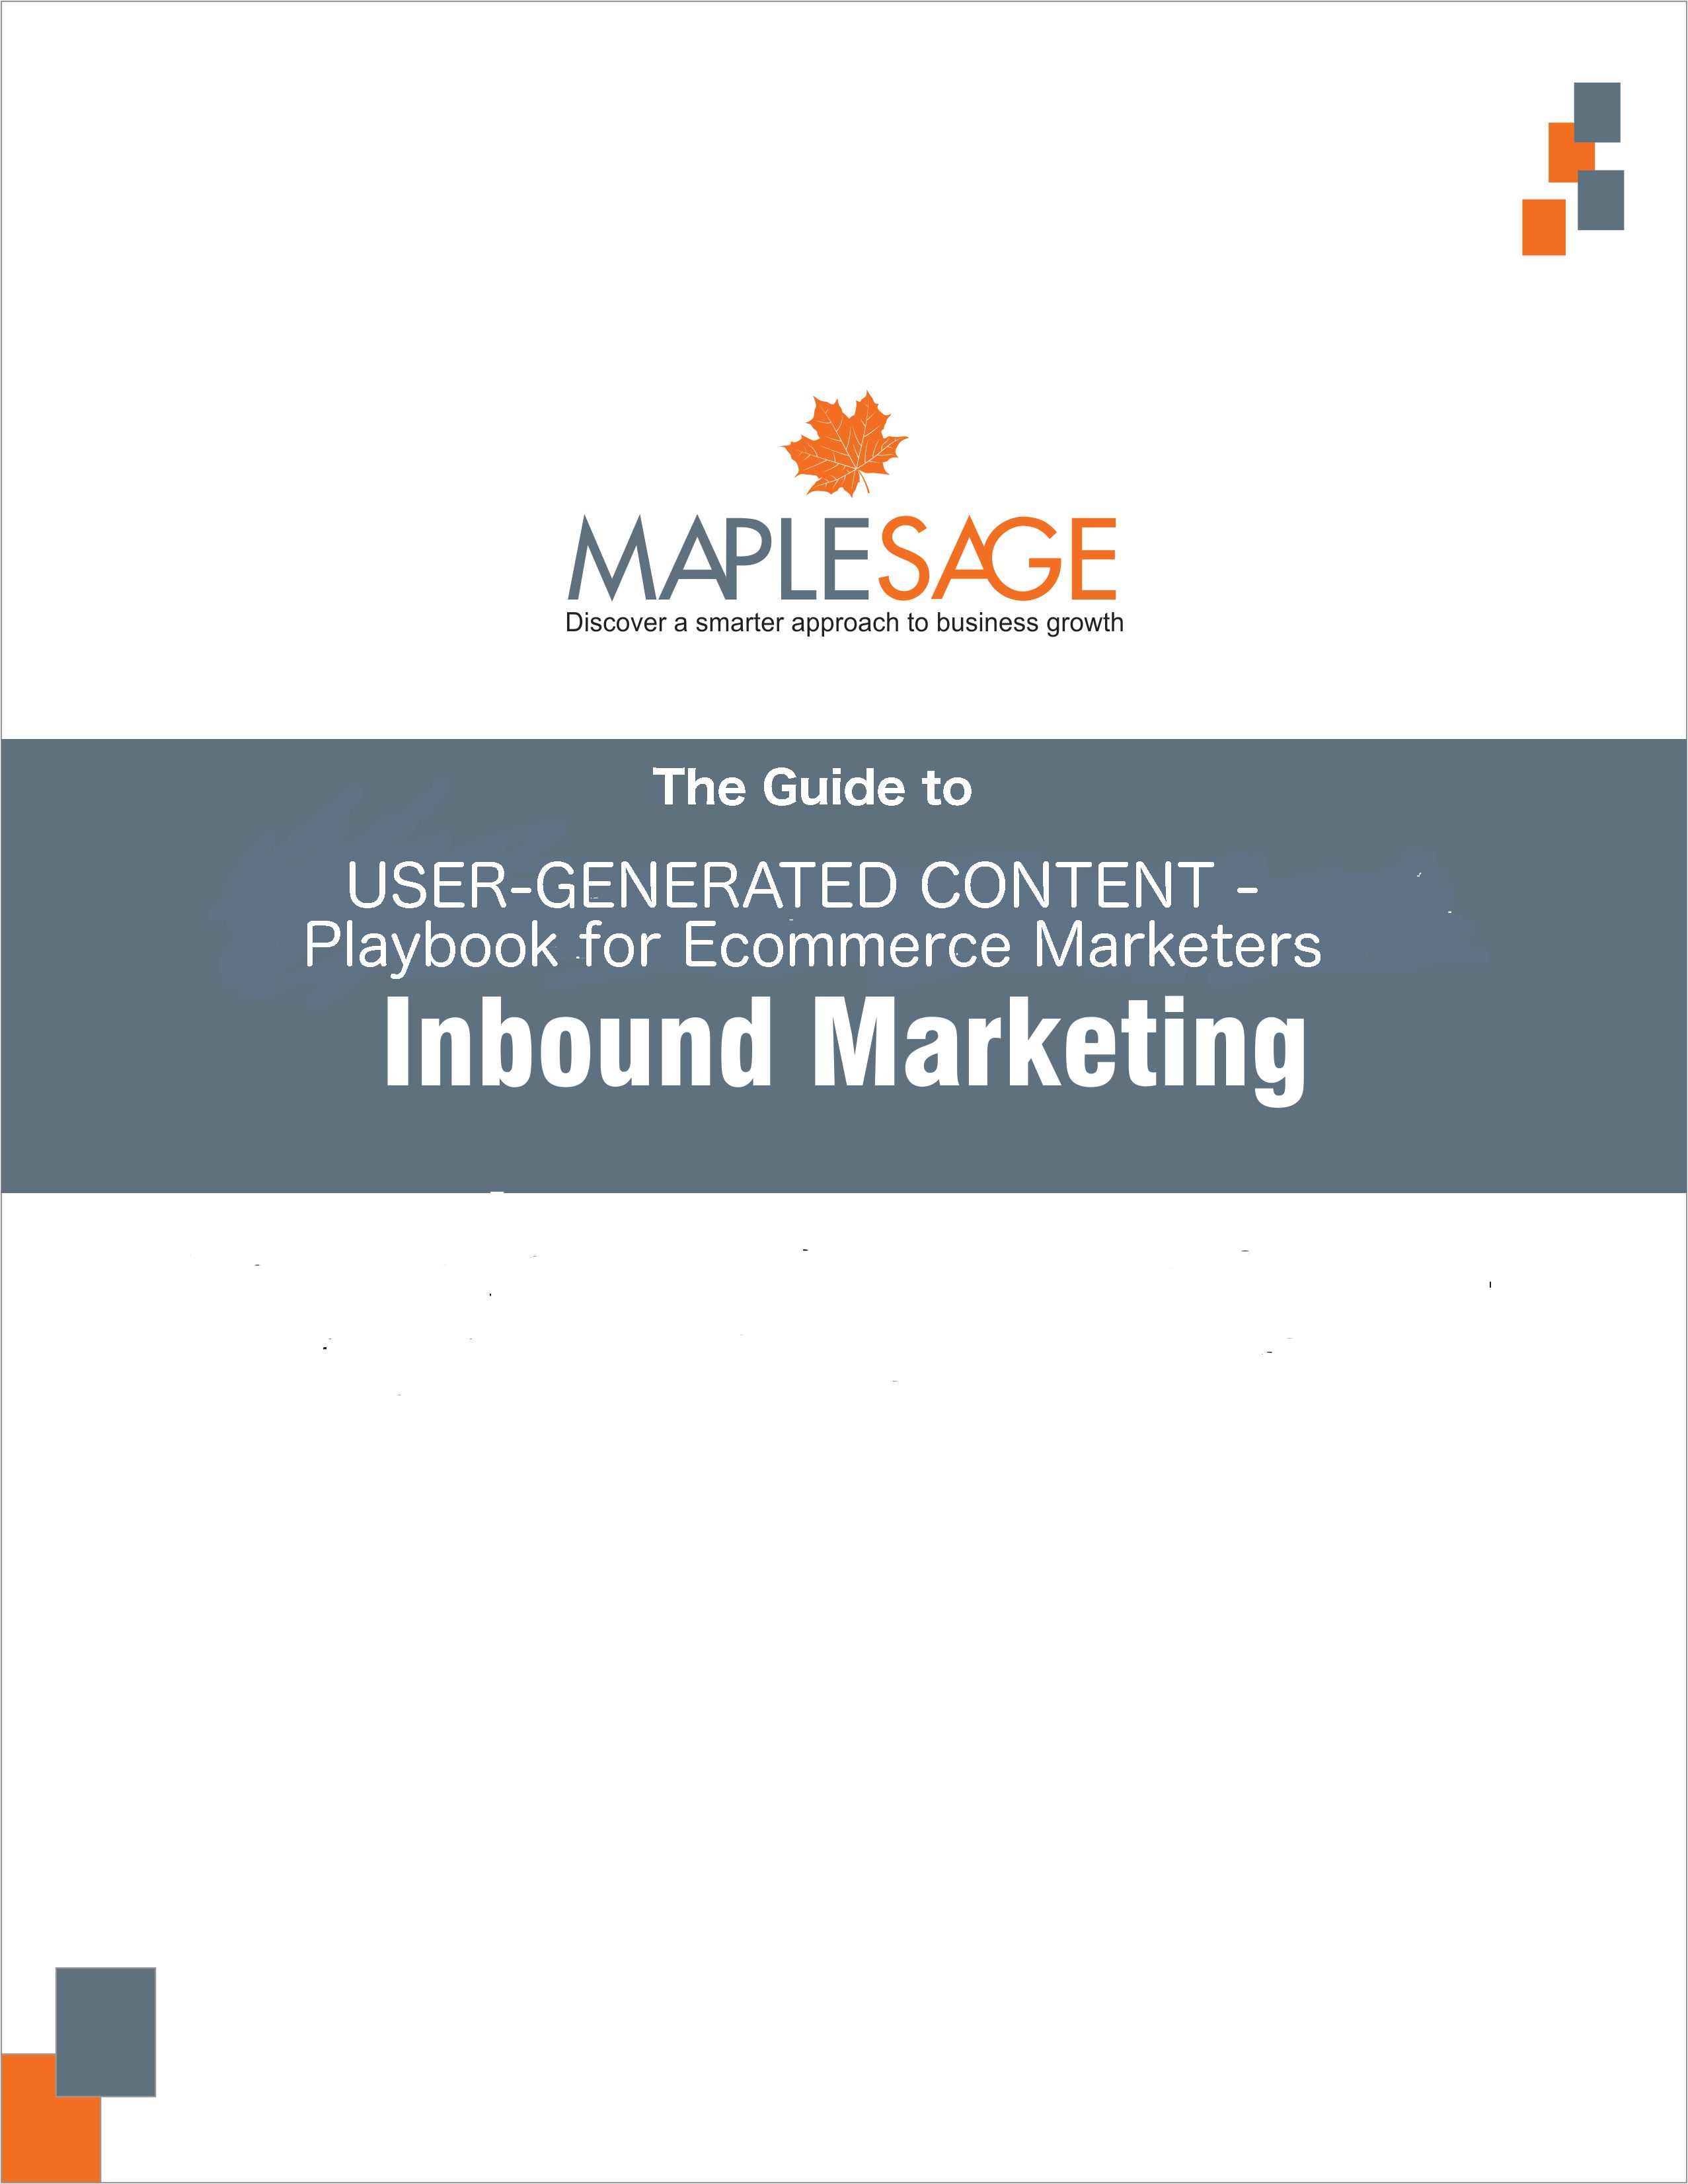 MAPLESAGE
Discover a smarter approach to business growth
The Guide to
USER-GENERATED CONTENT -
Playbook for Ecommerce Marketers
Inbound Marketing